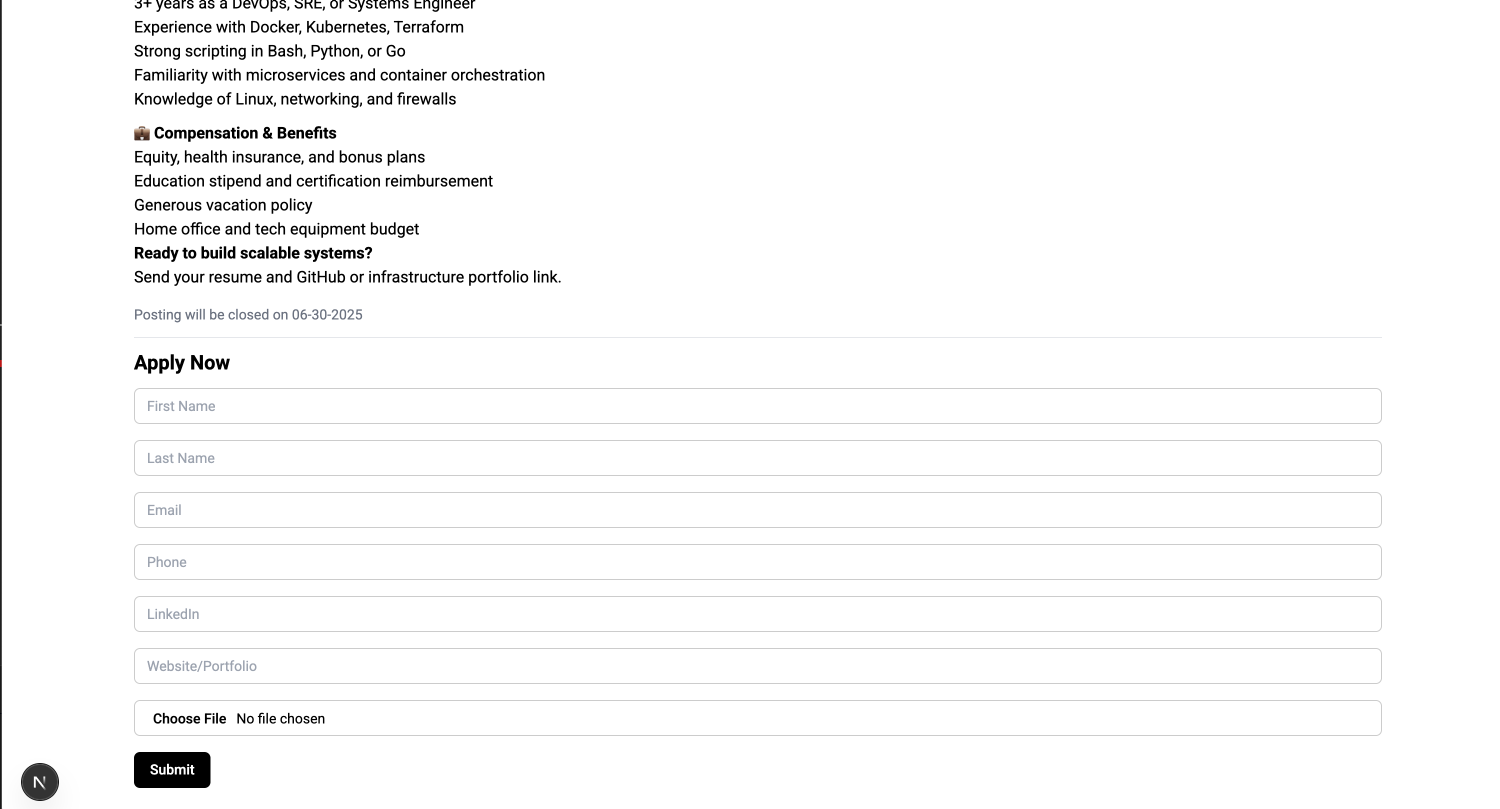 3+ years as a DevOps, SRE, or Systems Engineer
Experience with Docker, Kubernetes, Terraform
Strong scripting in Bash, Python, or Go
Familiarity with microservices and container orchestration
Knowledge of Linux, networking, and firewalls
💼 Compensation & Benefits
Equity, health insurance, and bonus plans
Education stipend and certification reimbursement
Generous vacation policy
Home office and tech equipment budget
Ready to build scalable systems?
Send your resume and GitHub or infrastructure portfolio link.
Posting will be closed on 06-30-2025
Apply Now
First Name
Last Name
Email
Phone
LinkedIn
Website/Portfolio
Choose File No file chosen
Submit
N